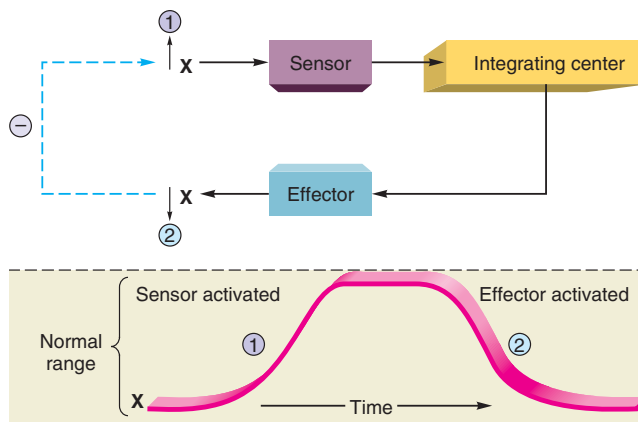 1
X
Sensor
Integrating center
−
X
Effector
2
Sensor activated
Effector activated
Normal
range
1
2
X
Time